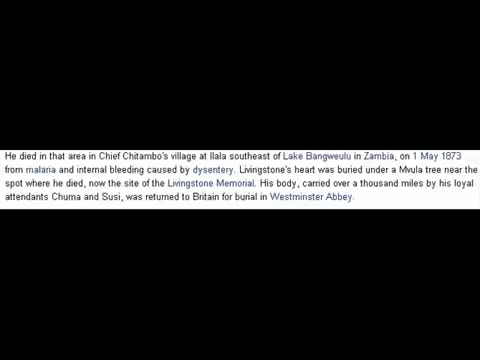 He died in that area in Chief Chitambo's village at Ilala southeast of Lake Bangweulu in Zambia, on 1 May 1873
from malaria and internal bleeding caused by dysentery. Livingstone's heart was buried under a Mvula tree near the
spot where he died, now the site of the Livingstone Memorial. His body, carried over a thousand miles by his loyal
attendants Chuma and Susi, was returned to Britain for burial in Westminster Abbey.